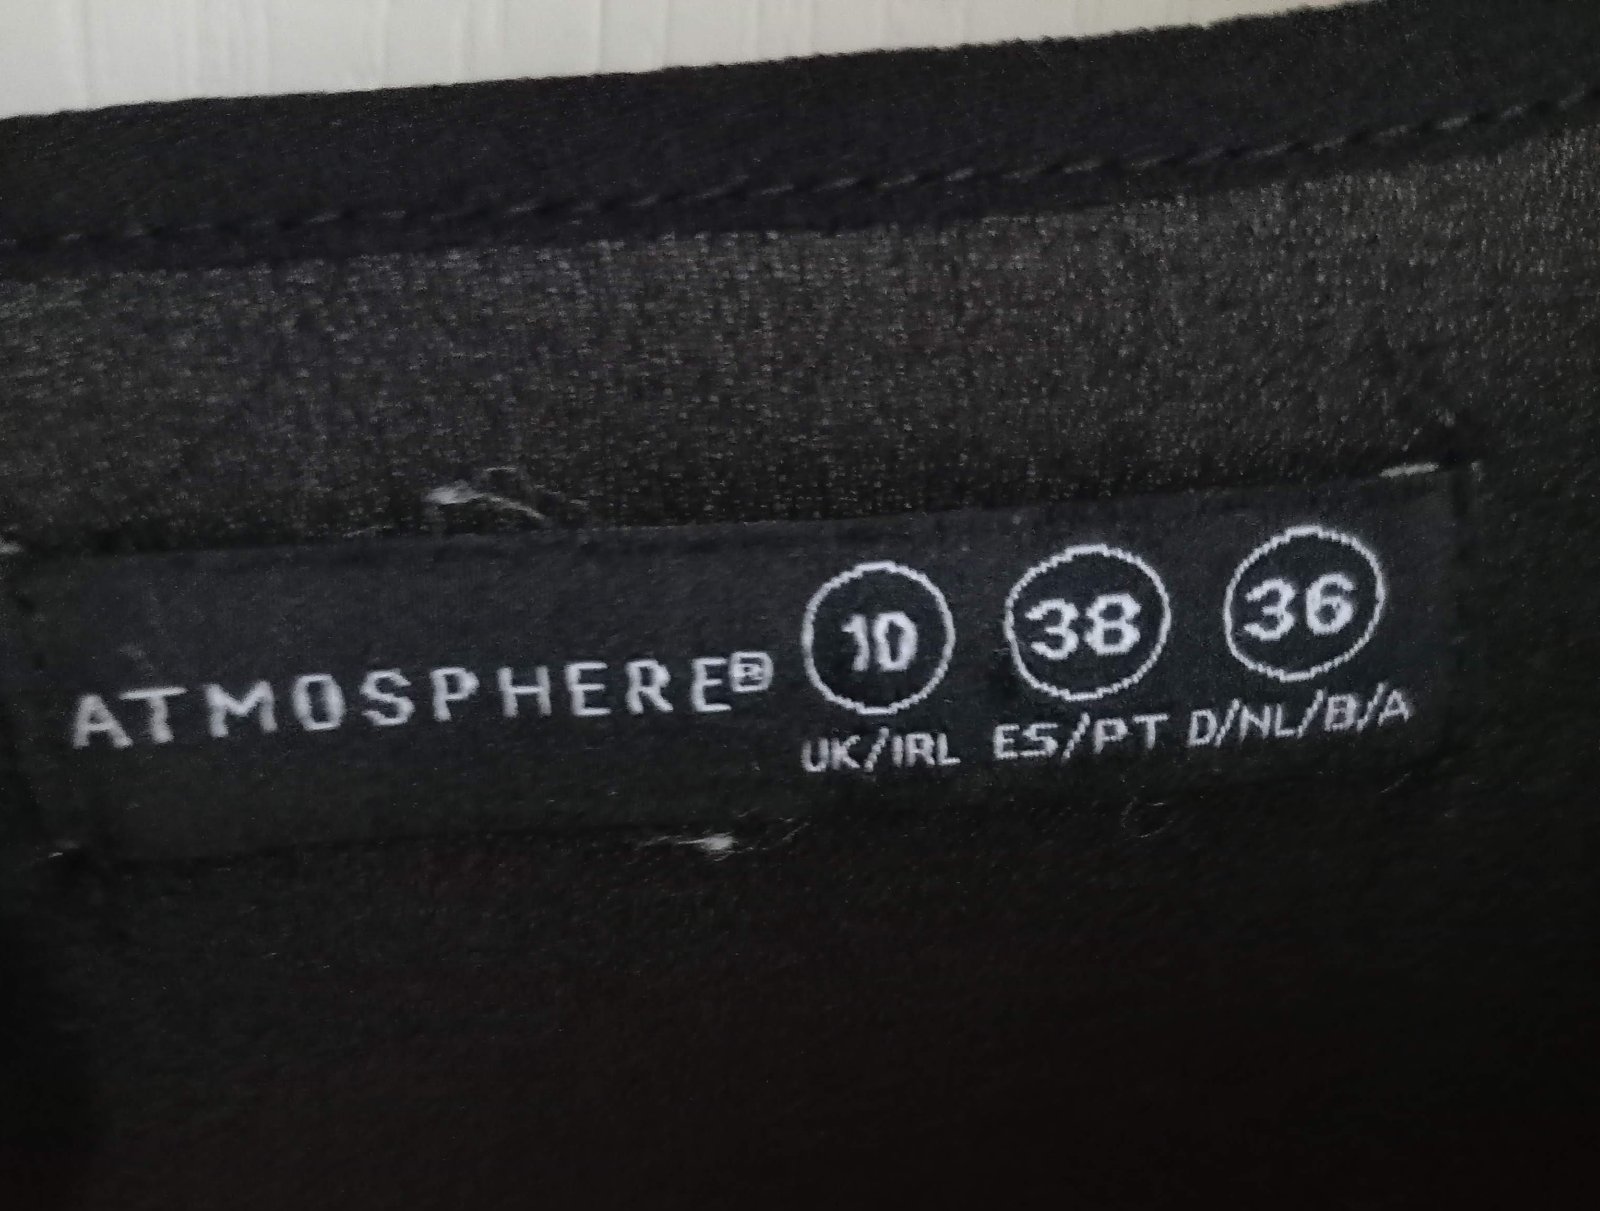 ATMOSPHERE® 10 38 36
UK/IRL ES/PT D/NL/B/A